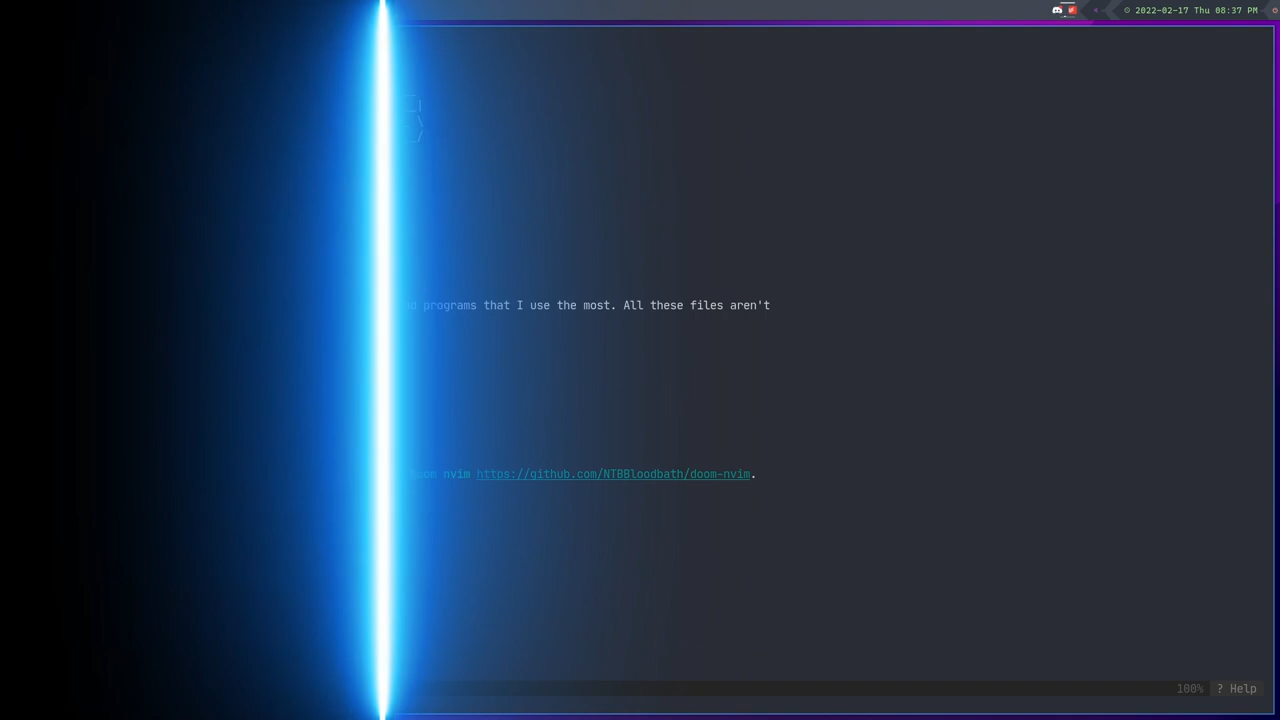 2022-02-17 Thu 08:37 PM
programs that I use the most. All these files aren't
nvim https://github.com/NTBBloodbath/doom-nvim.
100% ? Help